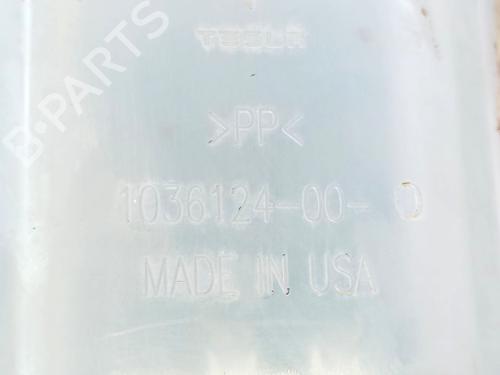 B-PARTS
TESLA
>PP<
1036124-00-D
MADE IN USA